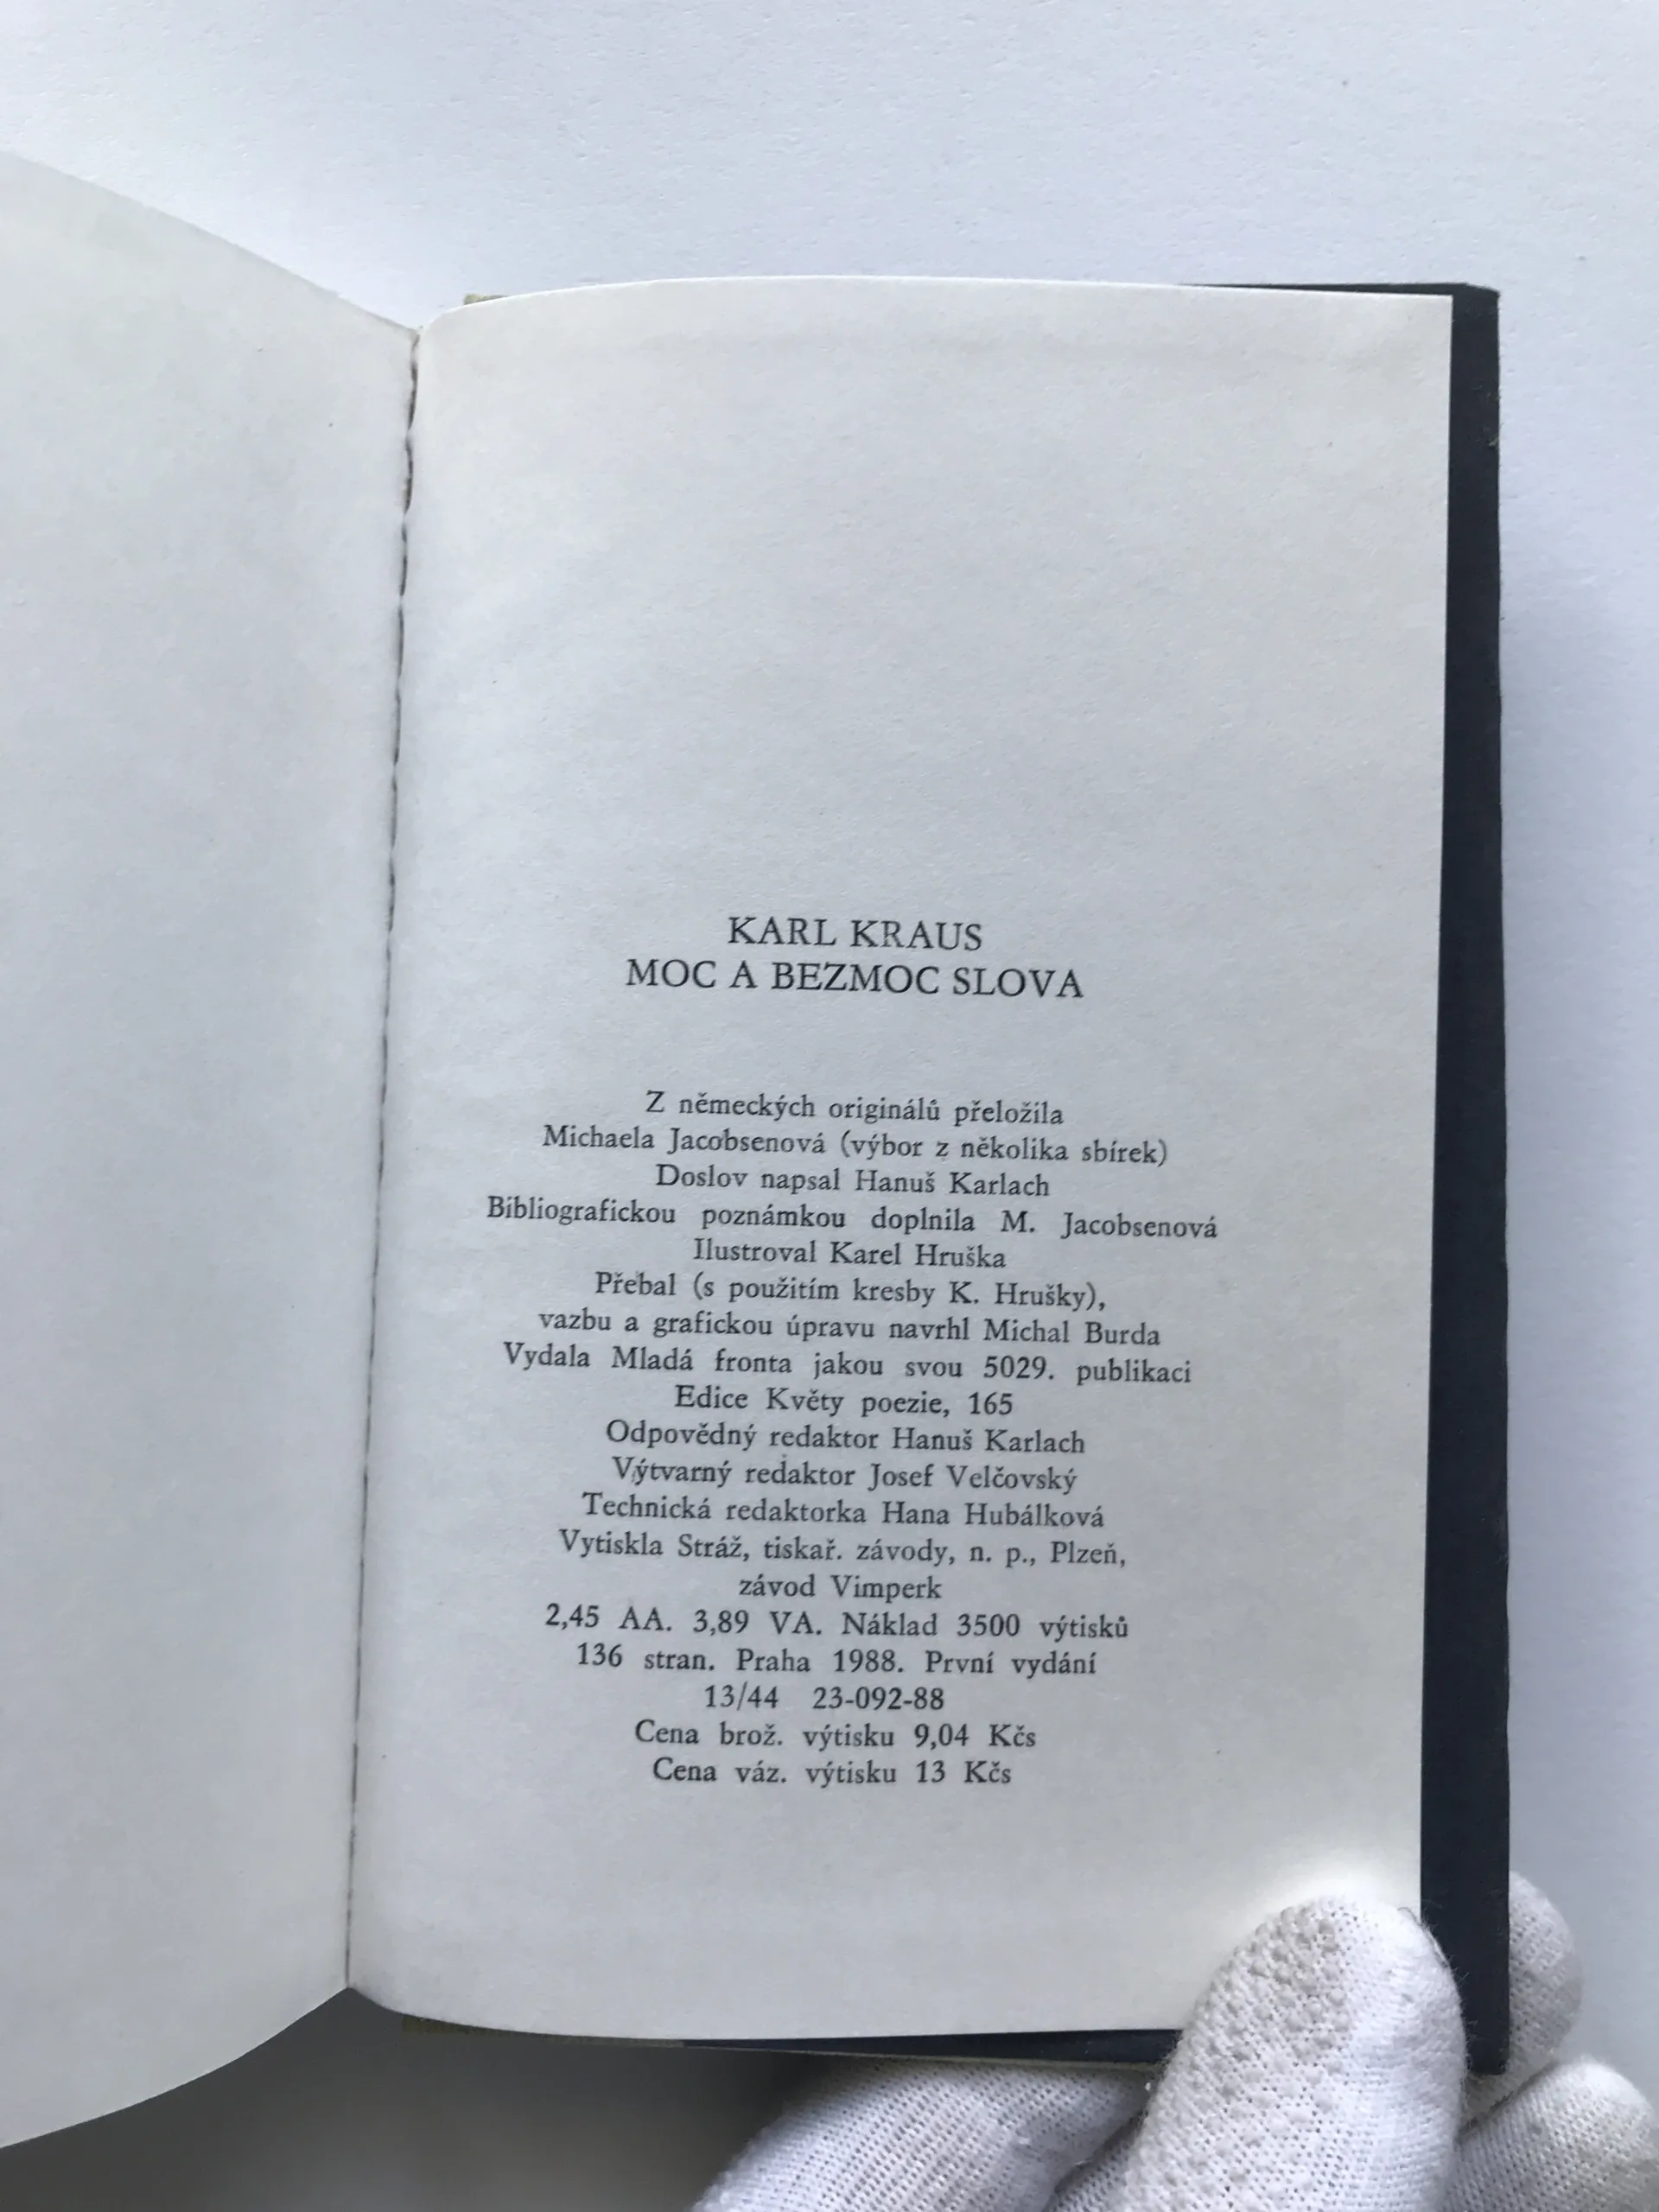 KARL KRAUS
MOC A BEZMOC SLOVA
Z německých originálů přeložila
Michaela Jacobsenová (výbor z několika sbírek)
Doslov napsal Hanuš Karlach
Bibliografickou poznámkou doplnila M. Jacobsenová
Ilustroval Karel Hruška
Přebal (s použitím kresby K. Hrušky),
vazbu a grafickou úpravu navrhl Michal Burda
Vydala Mladá fronta jakou svou 5029. publikaci
Edice Květy poezie, 165
Odpovědný redaktor Hanuš Karlach
Výtvarný redaktor Josef Velčovský
Technická redaktorka Hana Hubálková
Vytiskla Stráž, tiskař. závody, n. p., Plzeň,
závod Vimperk
2,45 AA. 3,89 VA. Náklad 3500 výtisků
136 stran. Praha 1988. První vydání
13/44 23-092-88
Cena brož. výtisku 9,04 Kčs
Cena váz. výtisku 13 Kčs